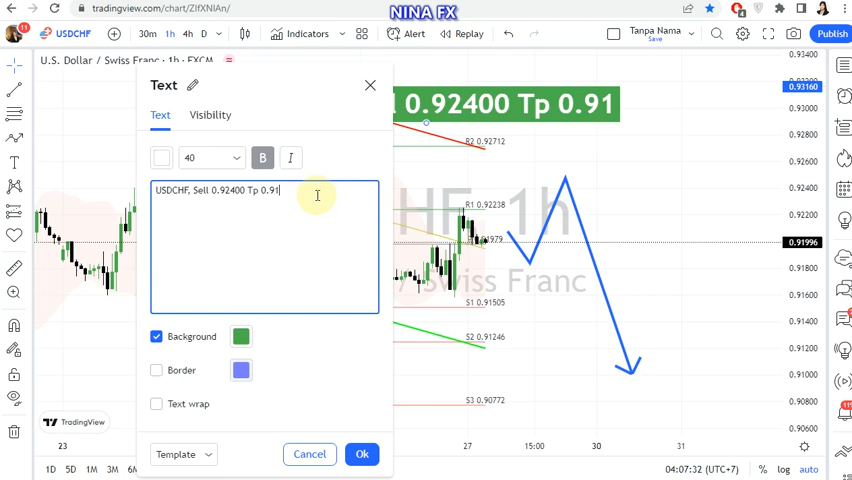 tradingview.com/chart/ZIfXNIAn/
NINA FX
11
USDCHF
30m 1h 4h D
Indicators
Alert
Replay
Tanpa Nama
Save
Publish
U.S. Dollar / Swiss Franc · 1h · FXCM
Text
Text
Visibility
40
B
I
USDCHF, Sell 0.92400 Tp 0.91
Background
Border
Text wrap
Template
Cancel
Ok
0.92400 Tp 0.91
R2 0.92712
R1 0.92238
1979
S1 0.91505
S2 0.91246
S3 0.90772
HF, 1h
/ Swiss Franc
0.93400
0.93160
0.93000
0.92800
0.92600
0.92400
0.92200
0.91996
0.91800
0.91600
0.91400
0.91200
0.91000
0.90800
0.90600
TradingView
23
27
15:00
30
31
1D 5D 1M 3M
04:07:32 (UTC+7)
%
log
auto